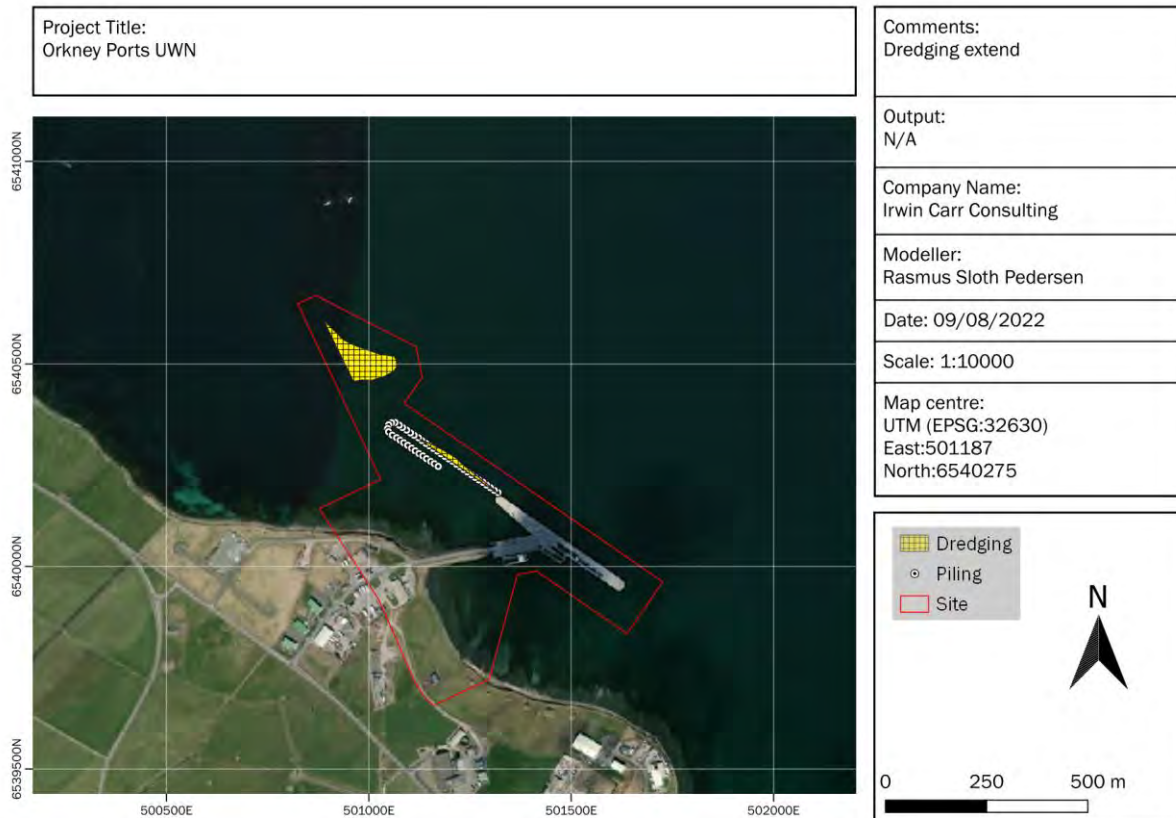 Project Title:
Orkney Ports UWN
Comments:
Dredging extend
Output:
N/A
Company Name:
Irwin Carr Consulting
Modeller:
Rasmus Sloth Pedersen
Date: 09/08/2022
Scale: 1:10000
Map centre:
UTM (EPSG:32630)
East:501187
North:6540275
Dredging
Piling
Site
N
0 250 500 m
6541000N
6540500N
6540000N
6539500N
500500E 501000E 501500E 502000E